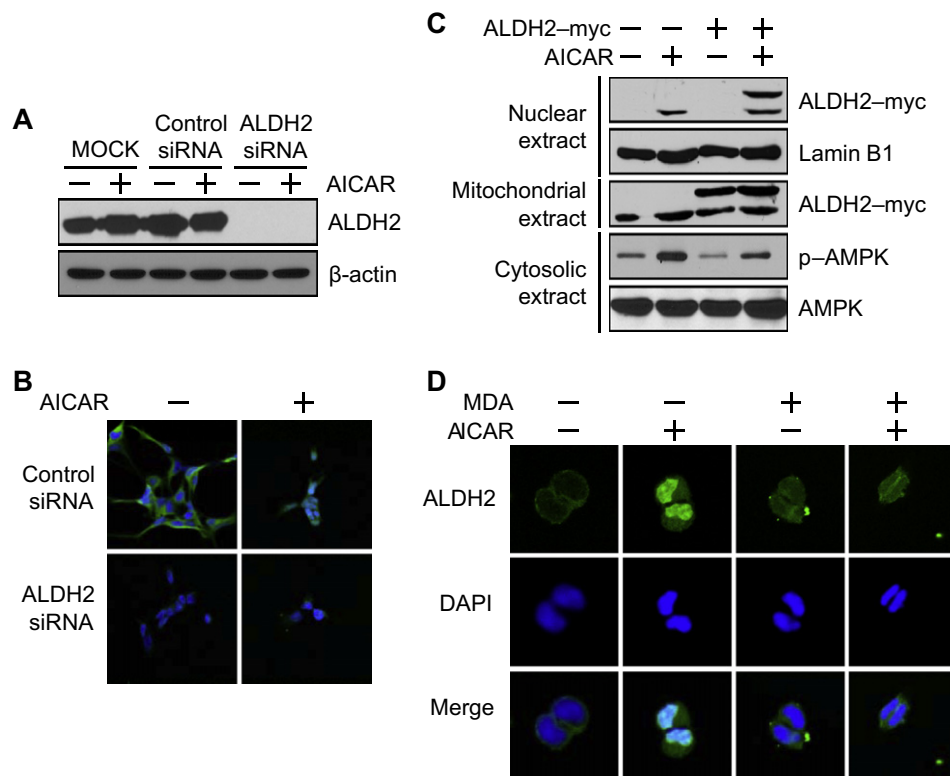 A
MOCK Control siRNA ALDH2 siRNA
− + − + − + AICAR
ALDH2
β-actin
B
AICAR − +
Control siRNA
ALDH2 siRNA
C
ALDH2–myc − − + +
AICAR − + − +
Nuclear extract
ALDH2–myc
Lamin B1
Mitochondrial extract
ALDH2–myc
Cytosolic extract
p–AMPK
AMPK
D
MDA − − + +
AICAR − + − +
ALDH2
DAPI
Merge